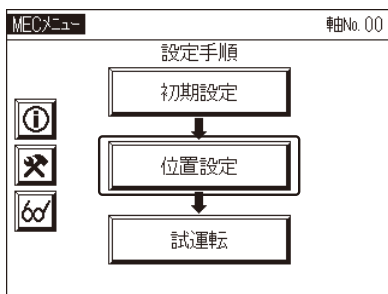 MECメニュー
軸No. 00
設定手順
初期設定
位置設定
試運転